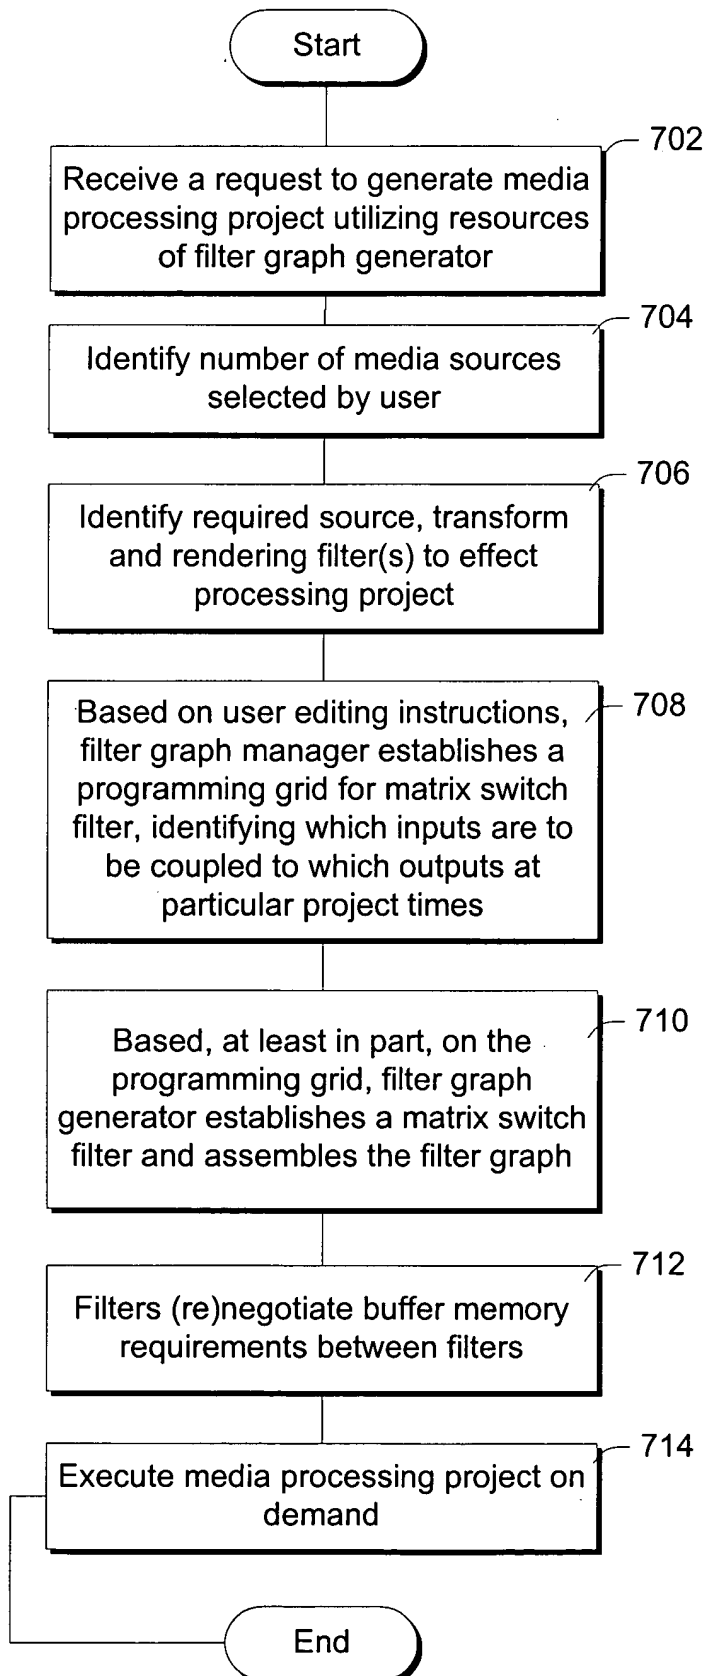 Start
702
Receive a request to generate media
processing project utilizing resources
of filter graph generator
704
Identify number of media sources
selected by user
706
Identify required source, transform
and rendering filter(s) to effect
processing project
708
Based on user editing instructions,
filter graph manager establishes a
programming grid for matrix switch
filter, identifying which inputs are to
be coupled to which outputs at
particular project times
710
Based, at least in part, on the
programming grid, filter graph
generator establishes a matrix switch
filter and assembles the filter graph
712
Filters (re)negotiate buffer memory
requirements between filters
714
Execute media processing project on
demand
End